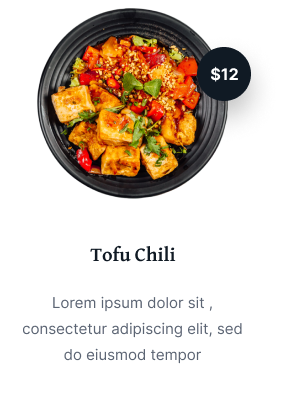 $12
Tofu Chili
Lorem ipsum dolor sit ,
consectetur adipiscing elit, sed
do eiusmod tempor